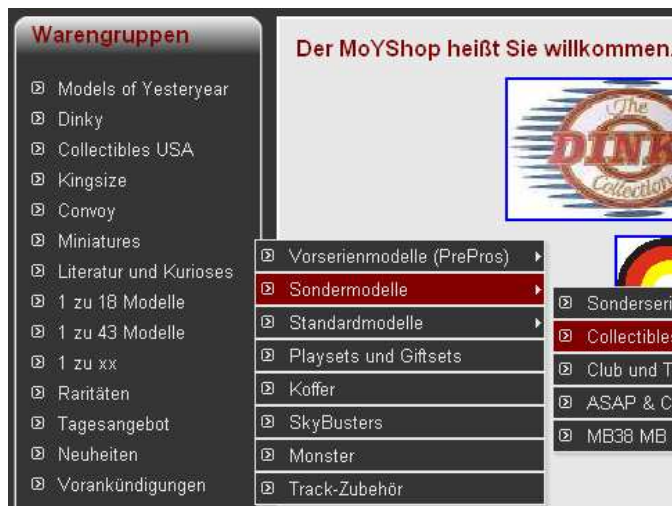 Warengruppen
Models of Yesteryear
Dinky
Collectibles USA
Kingsize
Convoy
Miniatures
Literatur und Kurioses
1 zu 18 Modelle
1 zu 43 Modelle
1 zu xx
Raritäten
Tagesangebot
Neuheiten
Vorankündigungen
Der MoYShop heißt Sie willkommen.
The
DINK
Collection
Vorserienmodelle (PrePros)
Sondermodelle
Standardmodelle
Playsets und Giftsets
Koffer
SkyBusters
Monster
Track-Zubehör
Sonderseri
Collectibles
Club und T
ASAP & C
MB38 MB